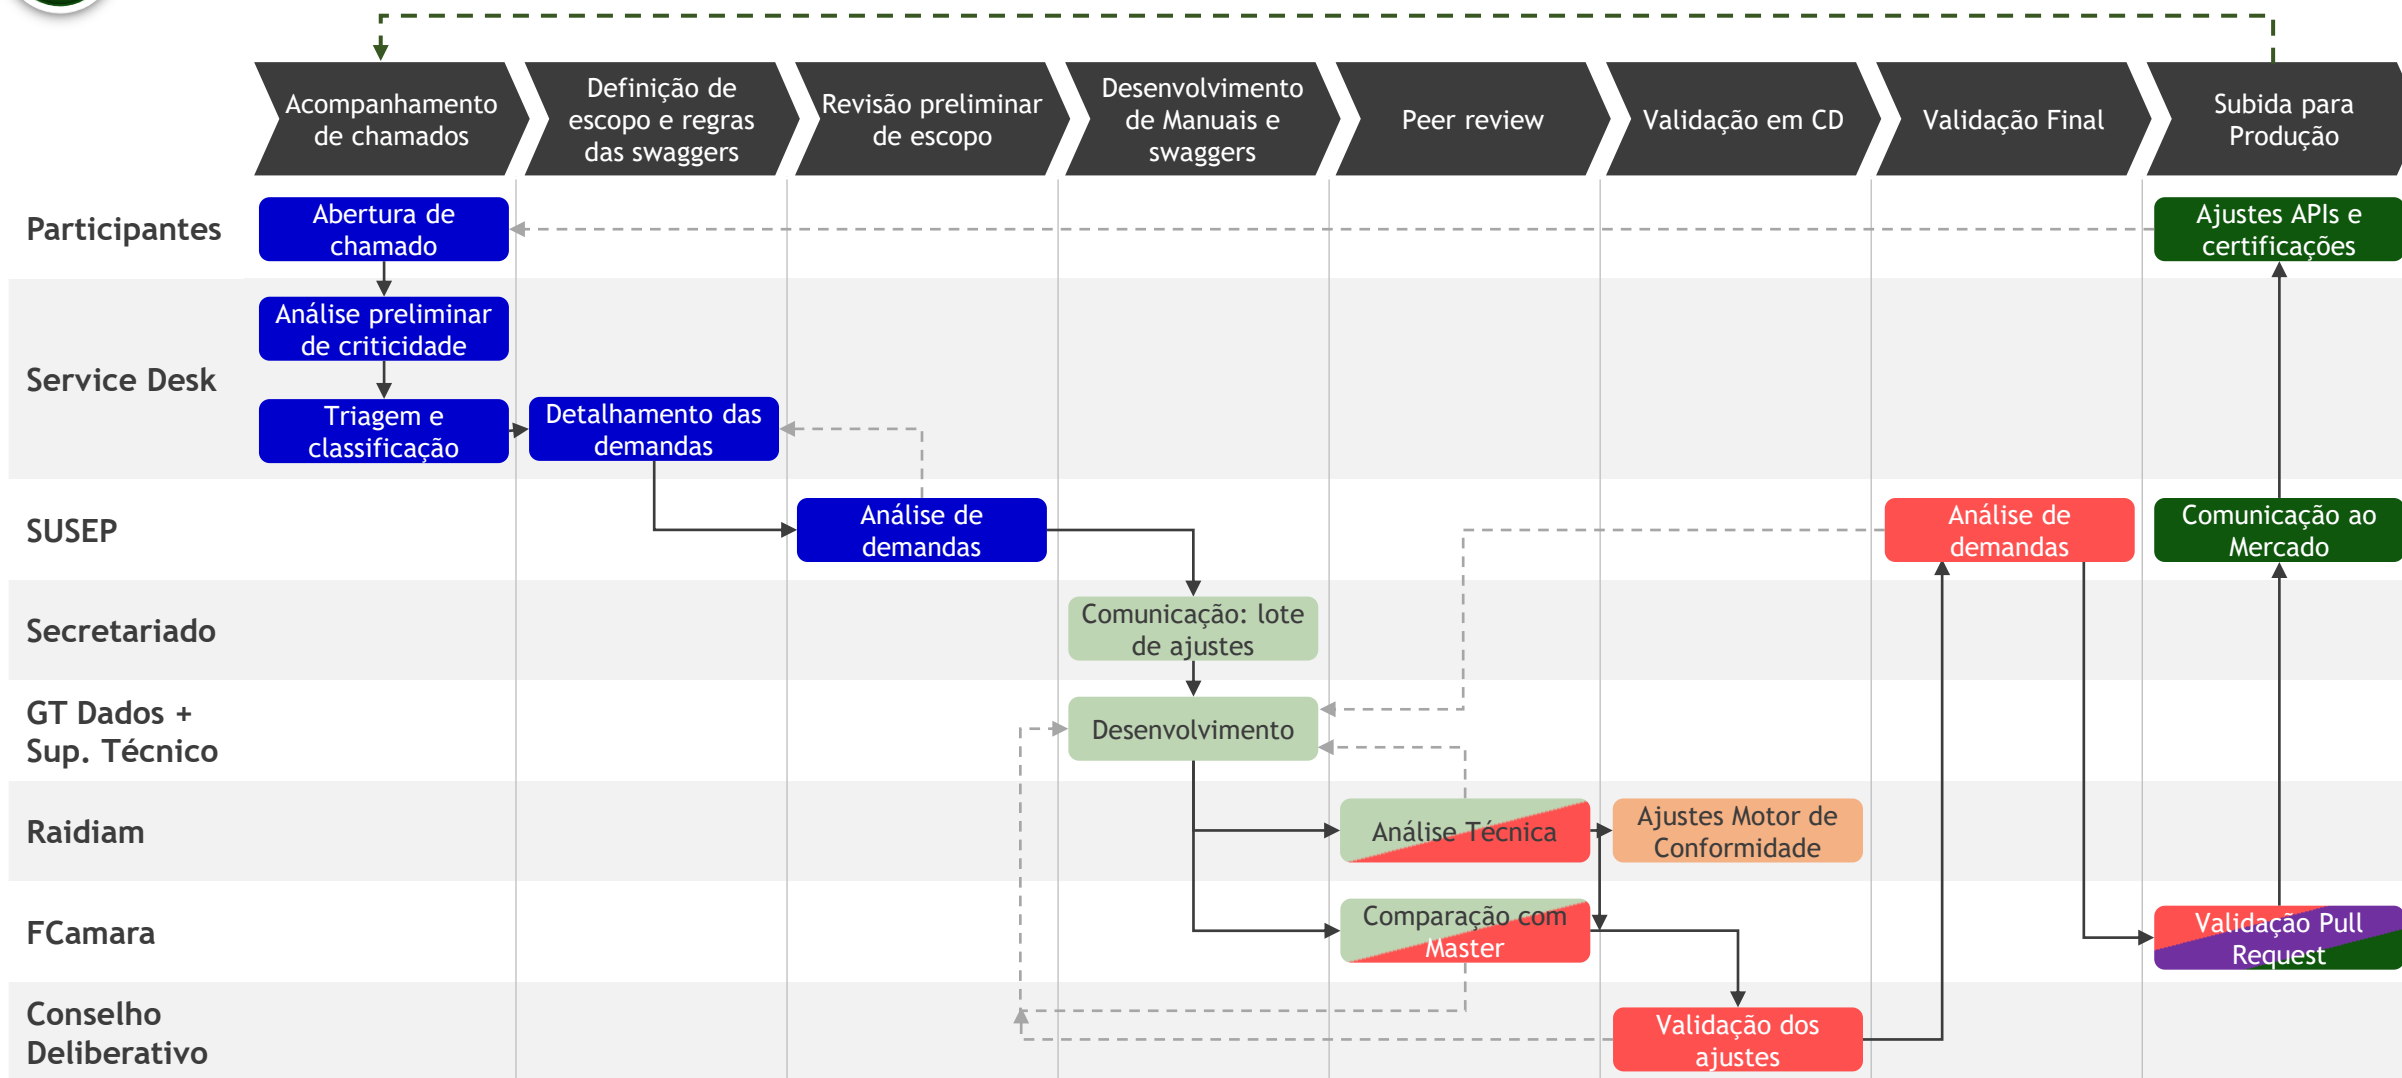 Acompanhamento
de chamados
Definição de
escopo e regras
das swaggers
Revisão preliminar
de escopo
Desenvolvimento
de Manuais e
swaggers
Peer review
Validação em CD
Validação Final
Subida para
Produção
Participantes
Abertura de
chamado
Ajustes APIs e
certificações
Service Desk
Análise preliminar
de criticidade
Triagem e
classificação
Detalhamento das
demandas
SUSEP
Análise de
demandas
Análise de
demandas
Comunicação ao
Mercado
Secretariado
Comunicação: lote
de ajustes
GT Dados +
Sup. Técnico
Desenvolvimento
Raidiam
Análise Técnica
Ajustes Motor de
Conformidade
FCamara
Comparação com
Master
Validação Pull
Request
Conselho
Deliberativo
Validação dos
ajustes